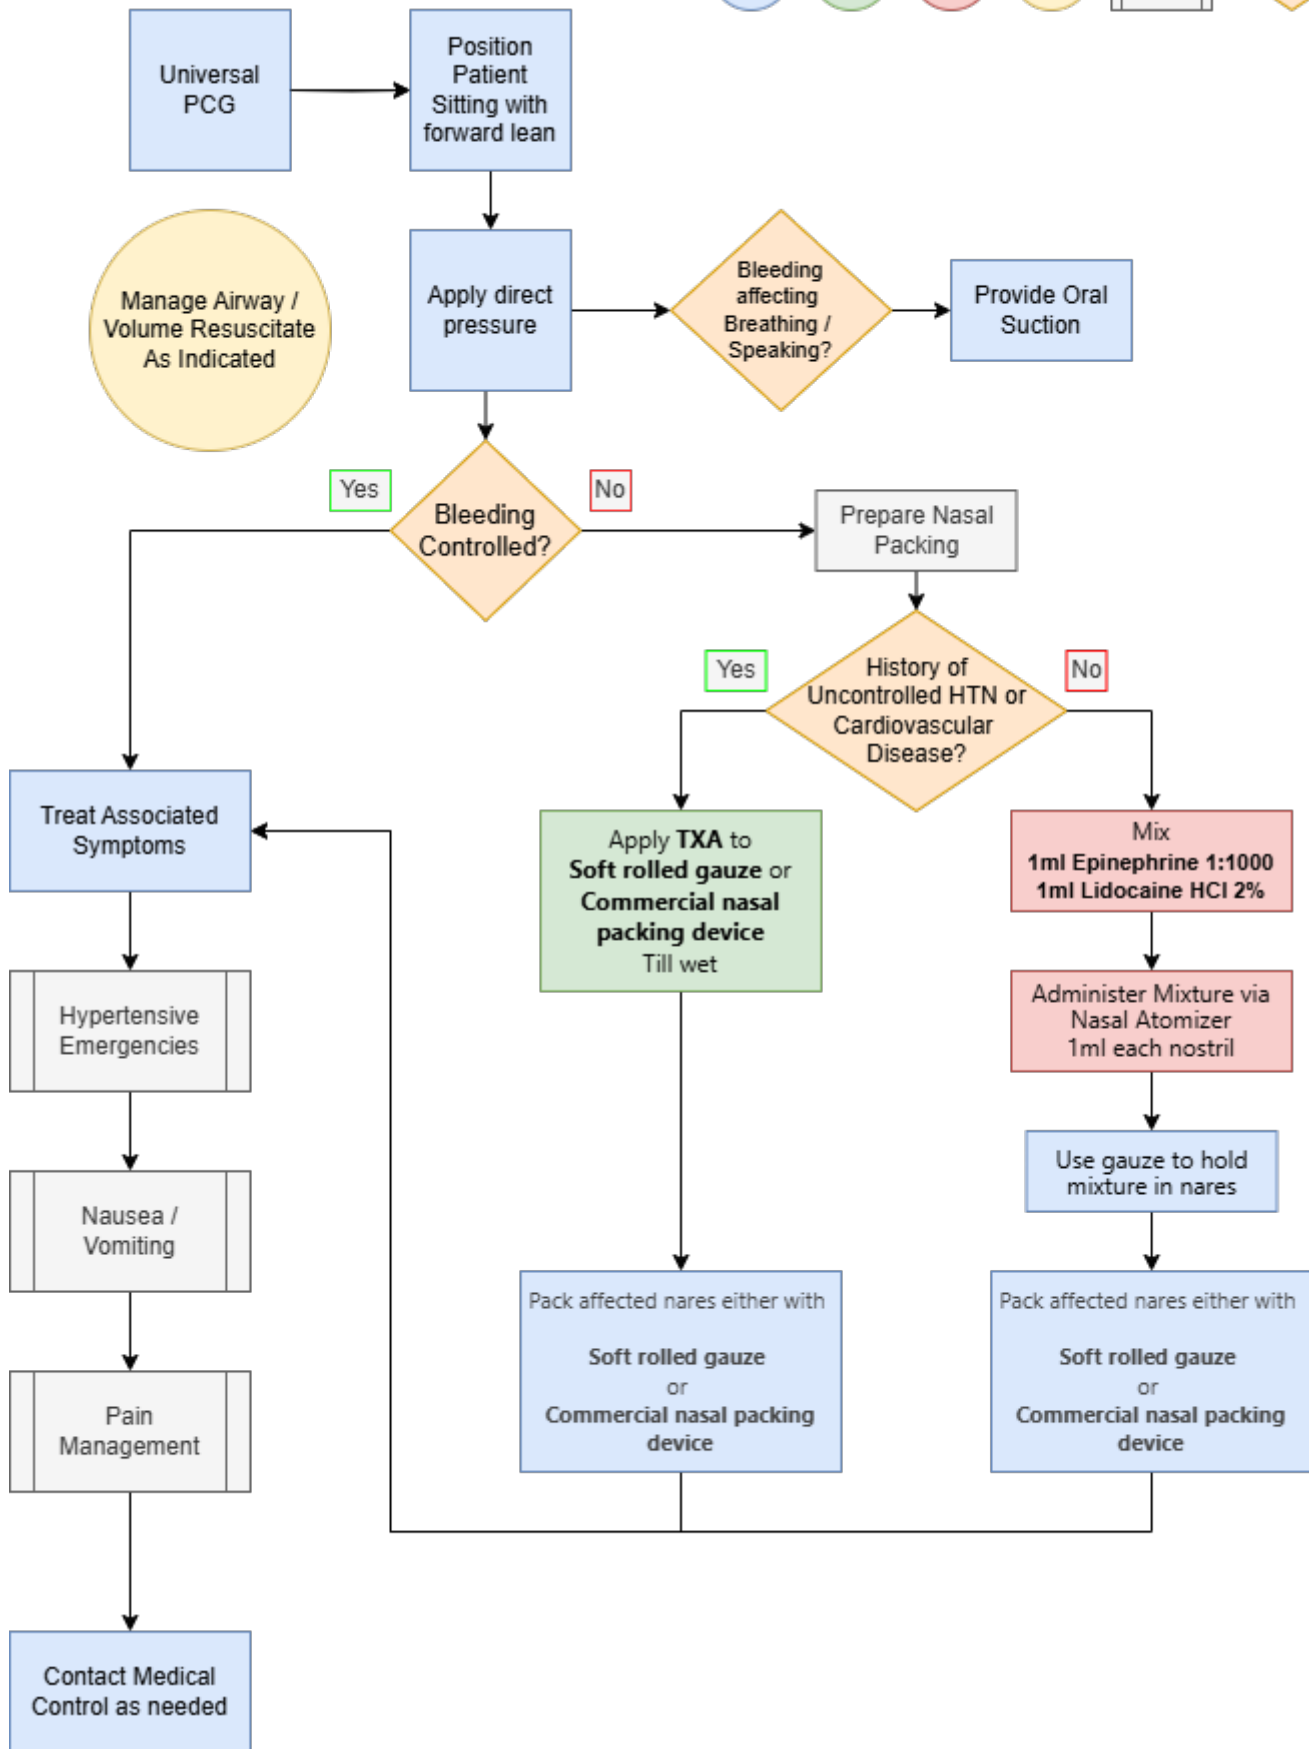 Universal
PCG
Position
Patient
Sitting with
forward lean
Manage Airway /
Volume Resuscitate
As Indicated
Apply direct
pressure
Bleeding
affecting
Breathing /
Speaking?
Provide Oral
Suction
Yes
Bleeding
Controlled?
No
Prepare Nasal
Packing
Yes
History of
Uncontrolled HTN or
Cardiovascular
Disease?
No
Treat Associated
Symptoms
Apply TXA to
Soft rolled gauze or
Commercial nasal
packing device
Till wet
Mix
1ml Epinephrine 1:1000
1ml Lidocaine HCl 2%
Hypertensive
Emergencies
Administer Mixture via
Nasal Atomizer
1ml each nostril
Nausea /
Vomiting
Use gauze to hold
mixture in nares
Pack affected nares either with
Soft rolled gauze
or
Commercial nasal packing
device
Pack affected nares either with
Soft rolled gauze
or
Commercial nasal packing
device
Pain
Management
Contact Medical
Control as needed